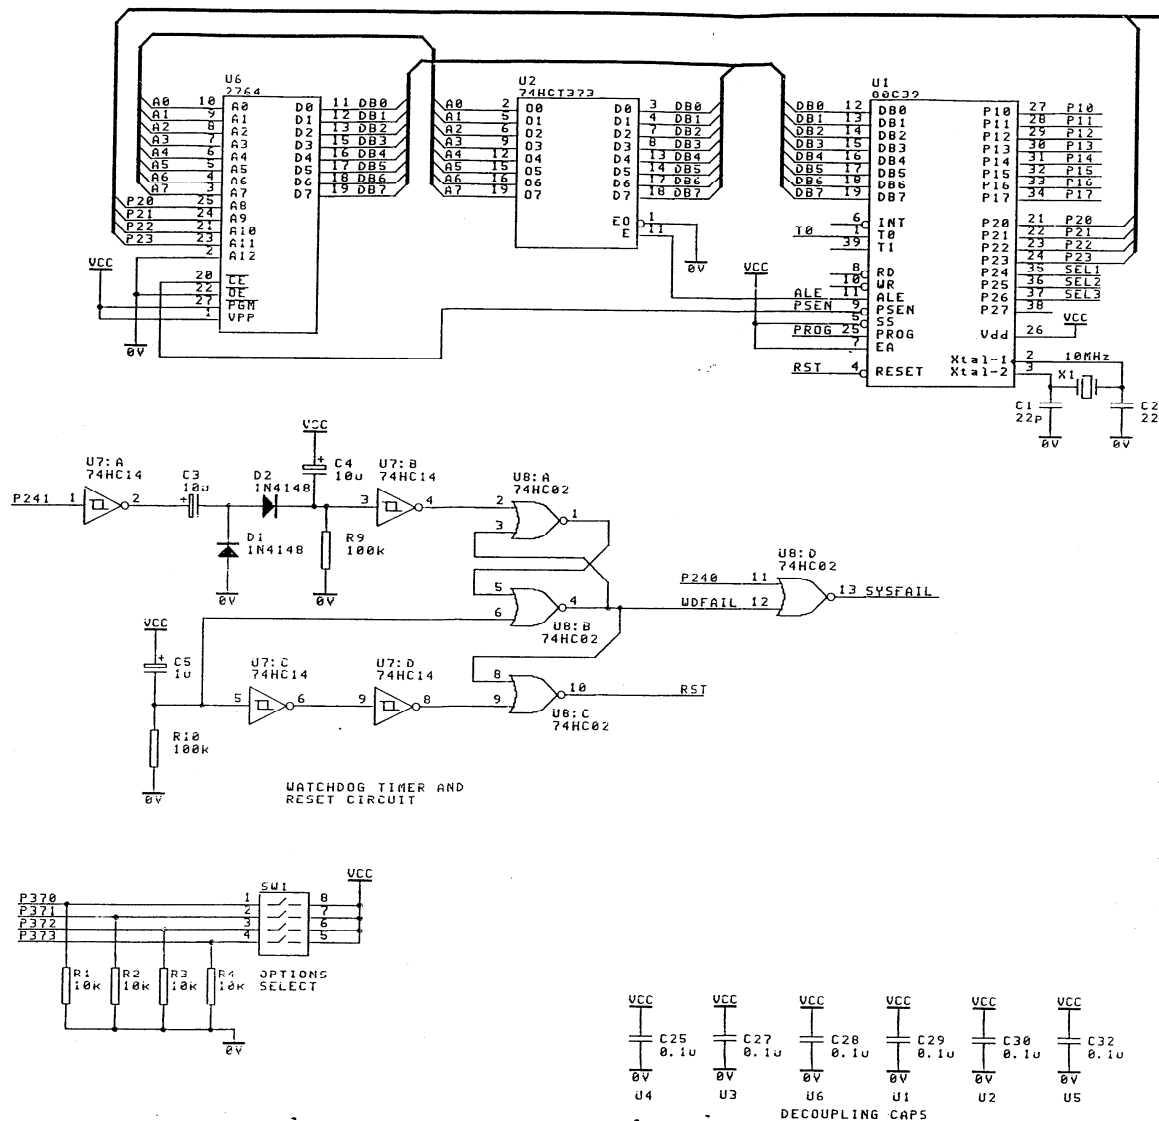 U6
2764
A0 10 A0 D0 11 DB0
A1 9 A1 D1 12 DB1
A2 8 A2 D2 13 DB2
A3 7 A3 D3 15 DB3
A4 6 A4 D4 16 DB4
A5 5 A5 D5 17 DB5
A6 4 A6 D6 18 DB6
A7 3 A7 D7 19 DB7
P20 25 A8
P21 24 A9
P22 21 A10
P23 23 A11
2 A12
VCC
20 CE
22 OE
27 PGM
1 VPP
0V
U2
74HCT373
A0 2 O0 D0 3 DB0
A1 5 O1 D1 4 DB1
A2 6 O2 D2 7 DB2
A3 9 O3 D3 8 DB3
A4 12 O4 D4 13 DB4
A5 15 O5 D5 14 DB5
A6 16 O6 D6 17 DB6
A7 19 O7 D7 18 DB7
EO 1
E 11
0V
U1
80C39
DB0 12 DB0 P10 27 P10
DB1 13 DB1 P11 28 P11
DB2 14 DB2 P12 29 P12
DB3 15 DB3 P13 30 P13
DB4 16 DB4 P14 31 P14
DB5 17 DB5 P15 32 P15
DB6 18 DB6 P16 33 P16
DB7 19 DB7 P17 34 P17
6 INT P20 21 P20
T0 1 T0 P21 22 P21
39 T1 P22 23 P22
P23 24 P23
VCC
8 RD P24 35 SEL1
10 WR P25 36 SEL2
ALE 11 ALE P26 37 SEL3
PSEN 9 PSEN P27 38
5 SS
VCC
PROG 25 PROG Vdd 26
7 EA
Xtal-1 2 10MHz
RST 4 RESET Xtal-2 3 X1
C1
22p
C2
22
0V
0V
P241 1
U7:A
74HC14
2
C3
10u
+
D2
1N4148
VCC
+
C4
10u
D1
1N4148
0V
R9
100k
0V
3
U7:B
74HC14
4
2
3
U8:A
74HC02
1
5
6
4
U8:B
74HC02
P240 11
WDFAIL 12
U8:D
74HC02
13 SYSFAIL
VCC
+
C5
1u
5
U7:C
74HC14
6
9
U7:D
74HC14
8
8
9
10 RST
U8:C
74HC02
R10
100k
0V
WATCHDOG TIMER AND
RESET CIRCUIT
SW1
VCC
P370 1 8
P371 2 7
P372 3 6
P373 4 5
R1
10k
R2
10k
R3
10k
R4
10k
OPTIONS
SELECT
0V
VCC VCC VCC VCC VCC VCC
C25 C27 C28 C29 C30 C32
0.1u 0.1u 0.1u 0.1u 0.1u 0.1u
0V 0V 0V 0V 0V 0V
U4 U3 U6 U1 U2 U5
DECOUPLING CAPS